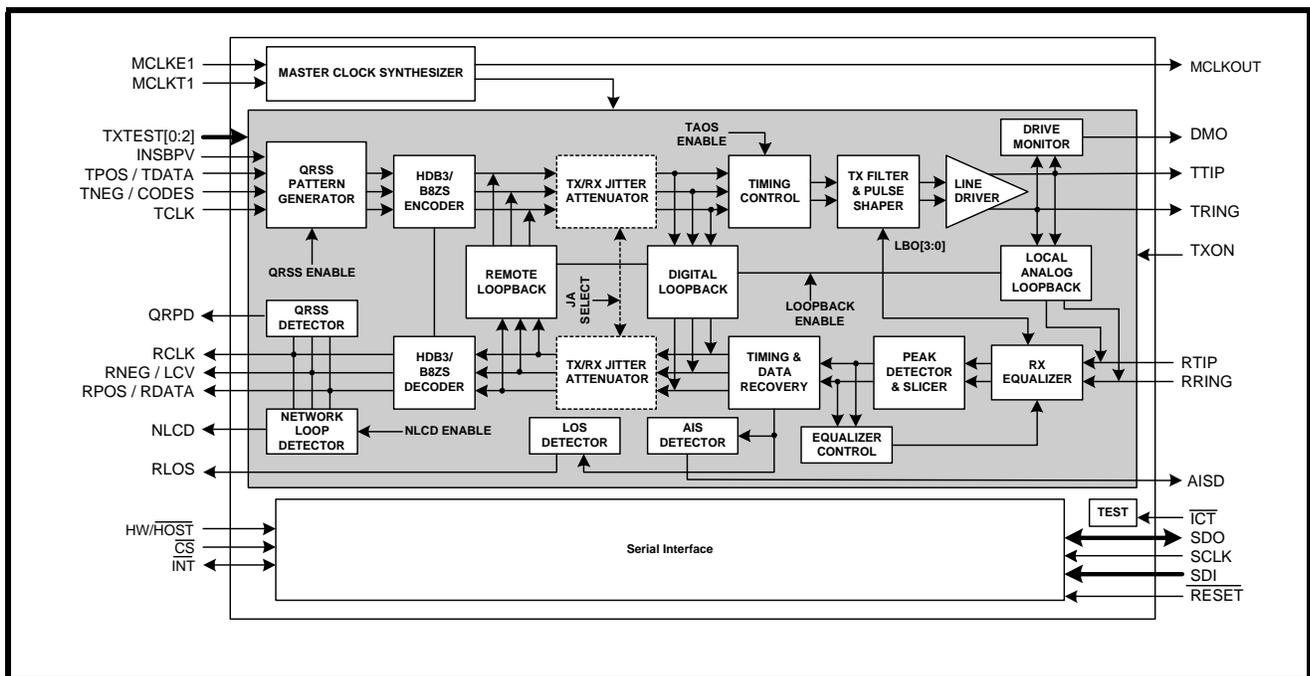 MCLKE1
MCLKT1
MASTER CLOCK SYNTHESIZER
MCLKOUT
TXTEST[0:2]
INSBPV
TPOS / TDATA
TNEG / CODES
TCLK
QRSS
PATTERN
GENERATOR
QRSS ENABLE
HDB3/
B8ZS
ENCODER
TX/RX JITTER
ATTENUATOR
TAOS
ENABLE
TIMING
CONTROL
TX FILTER
& PULSE
SHAPER
LINE
DRIVER
DRIVE
MONITOR
DMO
TTIP
TRING
TXON
LBO[3:0]
REMOTE
LOOPBACK
JA
SELECT
DIGITAL
LOOPBACK
LOOPBACK
ENABLE
LOCAL
ANALOG
LOOPBACK
QRPD
RCLK
RNEG / LCV
RPOS / RDATA
NLCD
RLOS
QRSS
DETECTOR
NETWORK
LOOP
DETECTOR
NLCD ENABLE
HDB3/
B8ZS
DECODER
TX/RX JITTER
ATTENUATOR
TIMING &
DATA
RECOVERY
PEAK
DETECTOR
& SLICER
RX
EQUALIZER
RTIP
RRING
LOS
DETECTOR
AIS
DETECTOR
EQUALIZER
CONTROL
AISD
HW/HOST
CS
INT
Serial Interface
TEST
ICT
SDO
SCLK
SDI
RESET